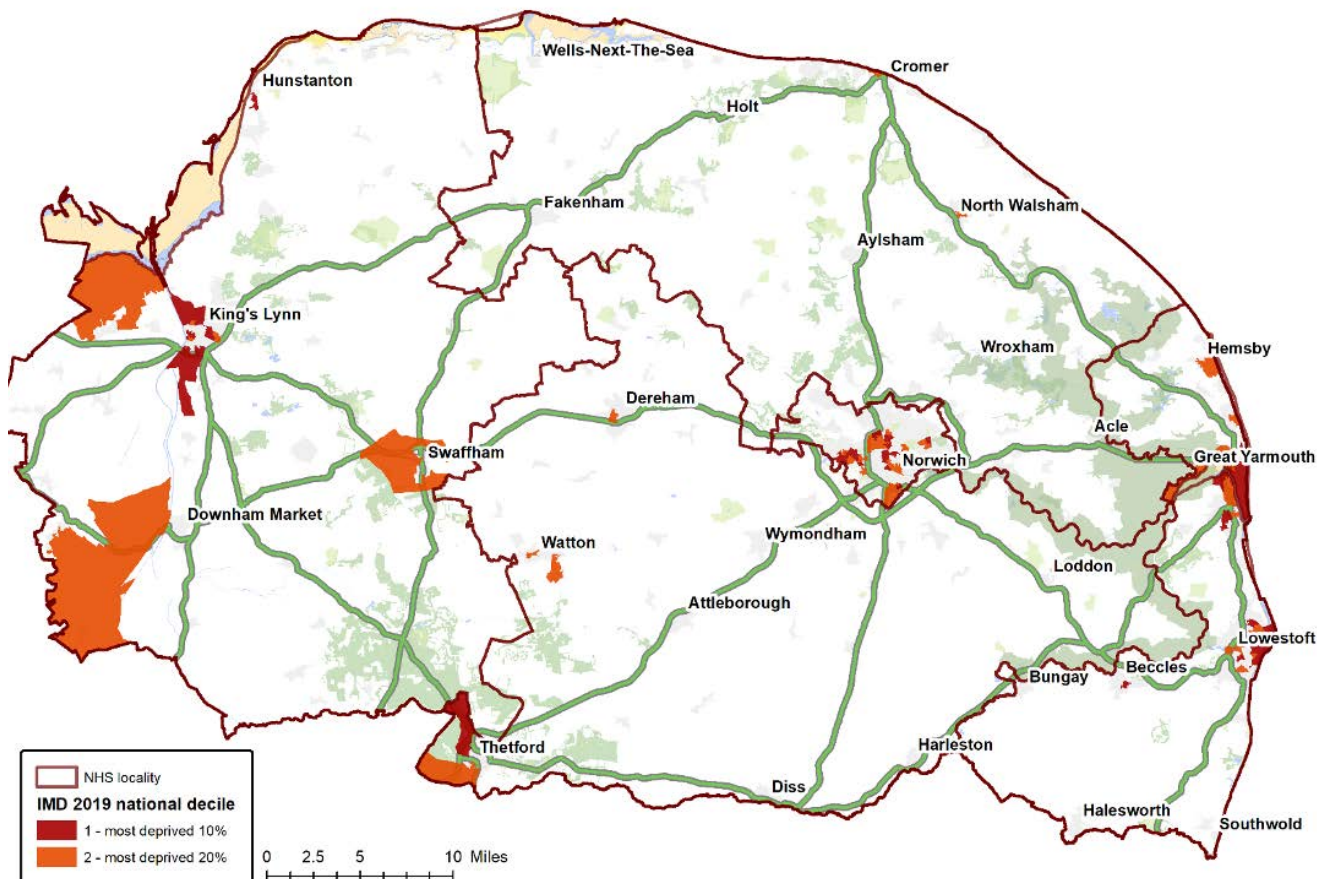 Wells-Next-The-Sea
Cromer
Hunstanton
Holt
Fakenham
North Walsham
Aylsham
King's Lynn
Wroxham
Hemsby
Dereham
Acle
Swaffham
Norwich
Great Yarmouth
Downham Market
Wymondham
Watton
Loddon
Attleborough
Lowestoft
Beccles
Bungay
Thetford
Harleston
Diss
Halesworth
Southwold
NHS locality
IMD 2019 national decile
1 - most deprived 10%
2 - most deprived 20%
0 2.5 5 10 Miles